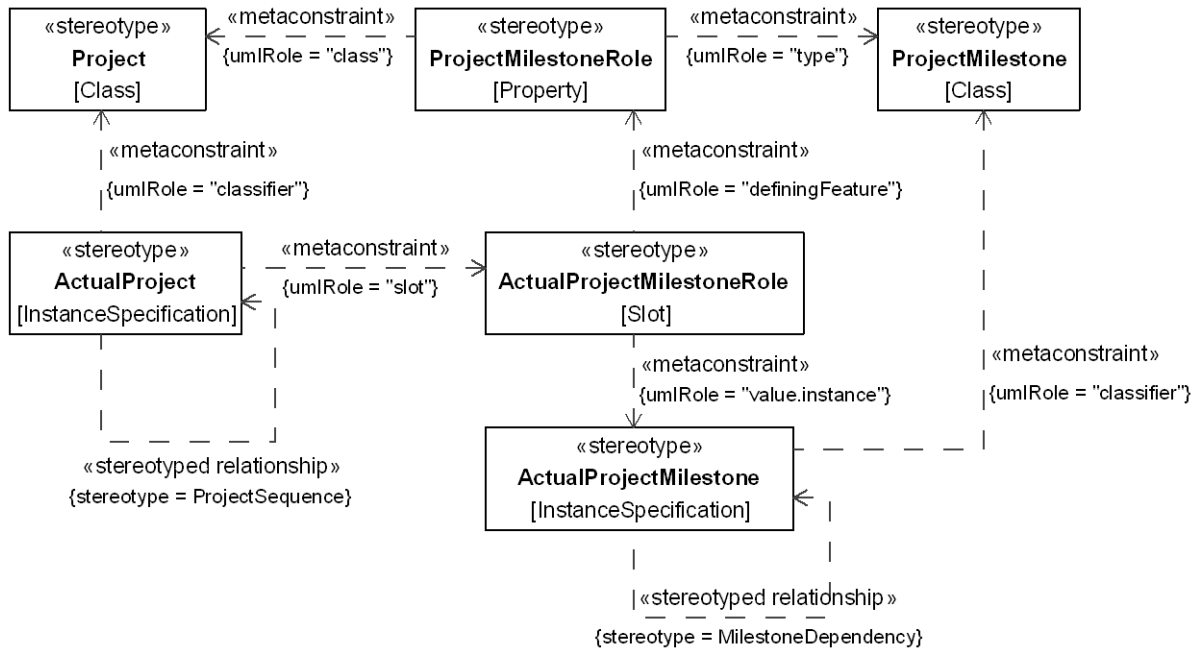 «stereotype»
Project
[Class]
«metaconstraint»
{umlRole = "class"}
«stereotype»
ProjectMilestoneRole
[Property]
«metaconstraint»
{umlRole = "type"}
«stereotype»
ProjectMilestone
[Class]
«metaconstraint»
{umlRole = "classifier"}
«metaconstraint»
{umlRole = "definingFeature"}
«stereotype»
ActualProject
[InstanceSpecification]
«metaconstraint»
{umlRole = "slot"}
«stereotype»
ActualProjectMilestoneRole
[Slot]
«metaconstraint»
{umlRole = "value.instance"}
«metaconstraint»
{umlRole = "classifier"}
«stereotyped relationship»
{stereotype = ProjectSequence}
«stereotype»
ActualProjectMilestone
[InstanceSpecification]
«stereotyped relationship»
{stereotype = MilestoneDependency}